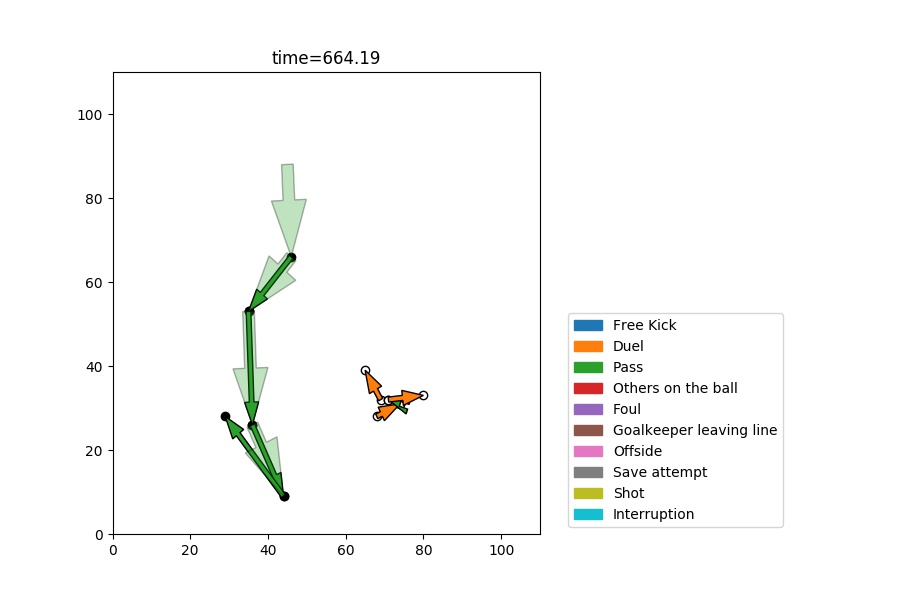 time=664.19
100
80
60
40
20
0
0 20 40 60 80 100
Free Kick
Duel
Pass
Others on the ball
Foul
Goalkeeper leaving line
Offside
Save attempt
Shot
Interruption